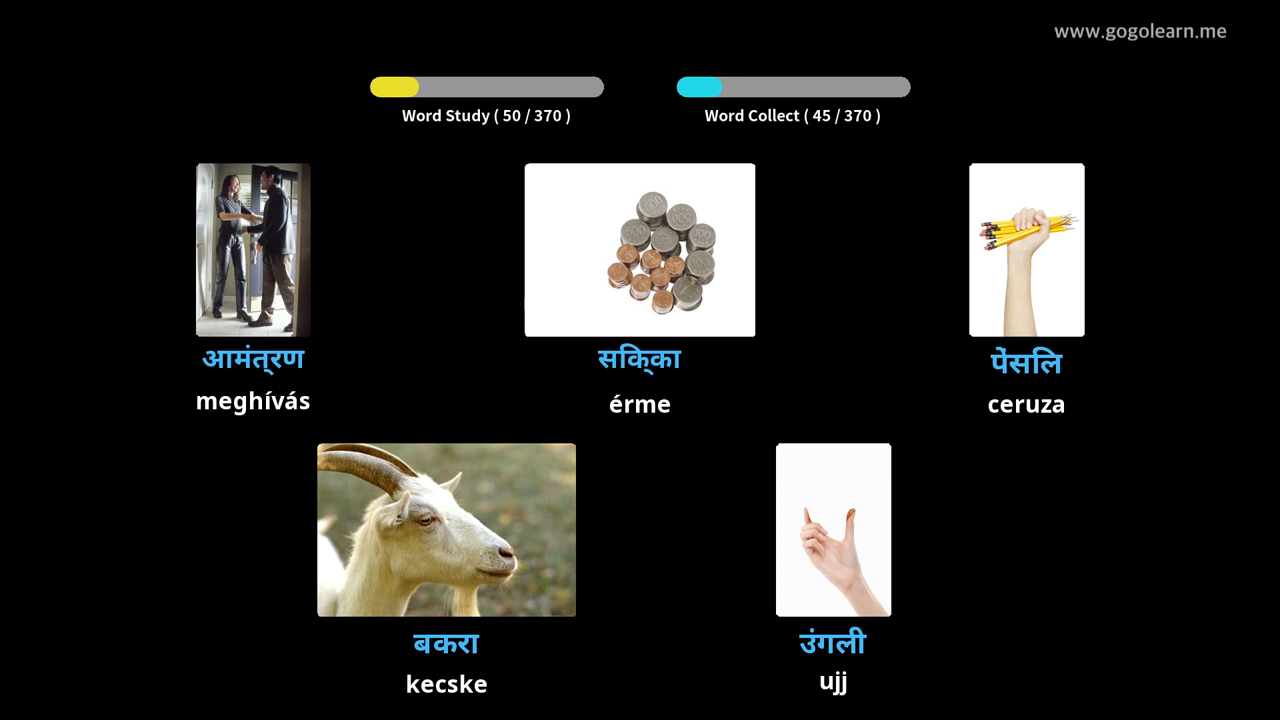 www.gogolearn.me
Word Study ( 50 / 370 )
Word Collect ( 45 / 370 )
आमंत्‌रण
सकि्का
पेंसलि
meghívás
érme
ceruza
बकरा
उंगली
kecske
ujj